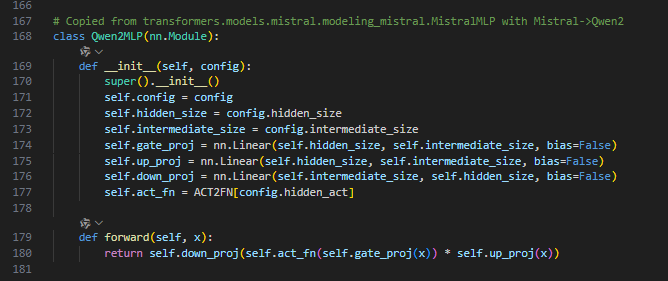 166
167 # Copied from transformers.models.mistral.modeling_mistral.MistralMLP with Mistral->Qwen2
168 class Qwen2MLP(nn.Module):
169     def __init__(self, config):
170         super().__init__()
171         self.config = config
172         self.hidden_size = config.hidden_size
173         self.intermediate_size = config.intermediate_size
174         self.gate_proj = nn.Linear(self.hidden_size, self.intermediate_size, bias=False)
175         self.up_proj = nn.Linear(self.hidden_size, self.intermediate_size, bias=False)
176         self.down_proj = nn.Linear(self.intermediate_size, self.hidden_size, bias=False)
177         self.act_fn = ACT2FN[config.hidden_act]
178
179     def forward(self, x):
180         return self.down_proj(self.act_fn(self.gate_proj(x)) * self.up_proj(x))
181